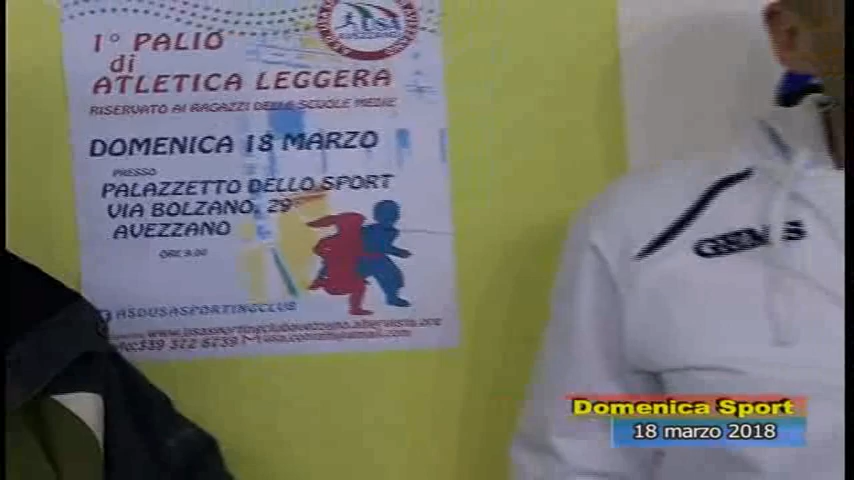 1° PALIO
di
ATLETICA LEGGERA
RISERVATO AI RAGAZZI DELLE SCUOLE MEDIE
DOMENICA 18 MARZO
PRESSO
PALAZZETTO DELLO SPORT
VIA BOLZANO, 29
AVEZZANO
ORE 9.00
ASDUSASPORTINGCLUB
Domenica Sport
18 marzo 2018